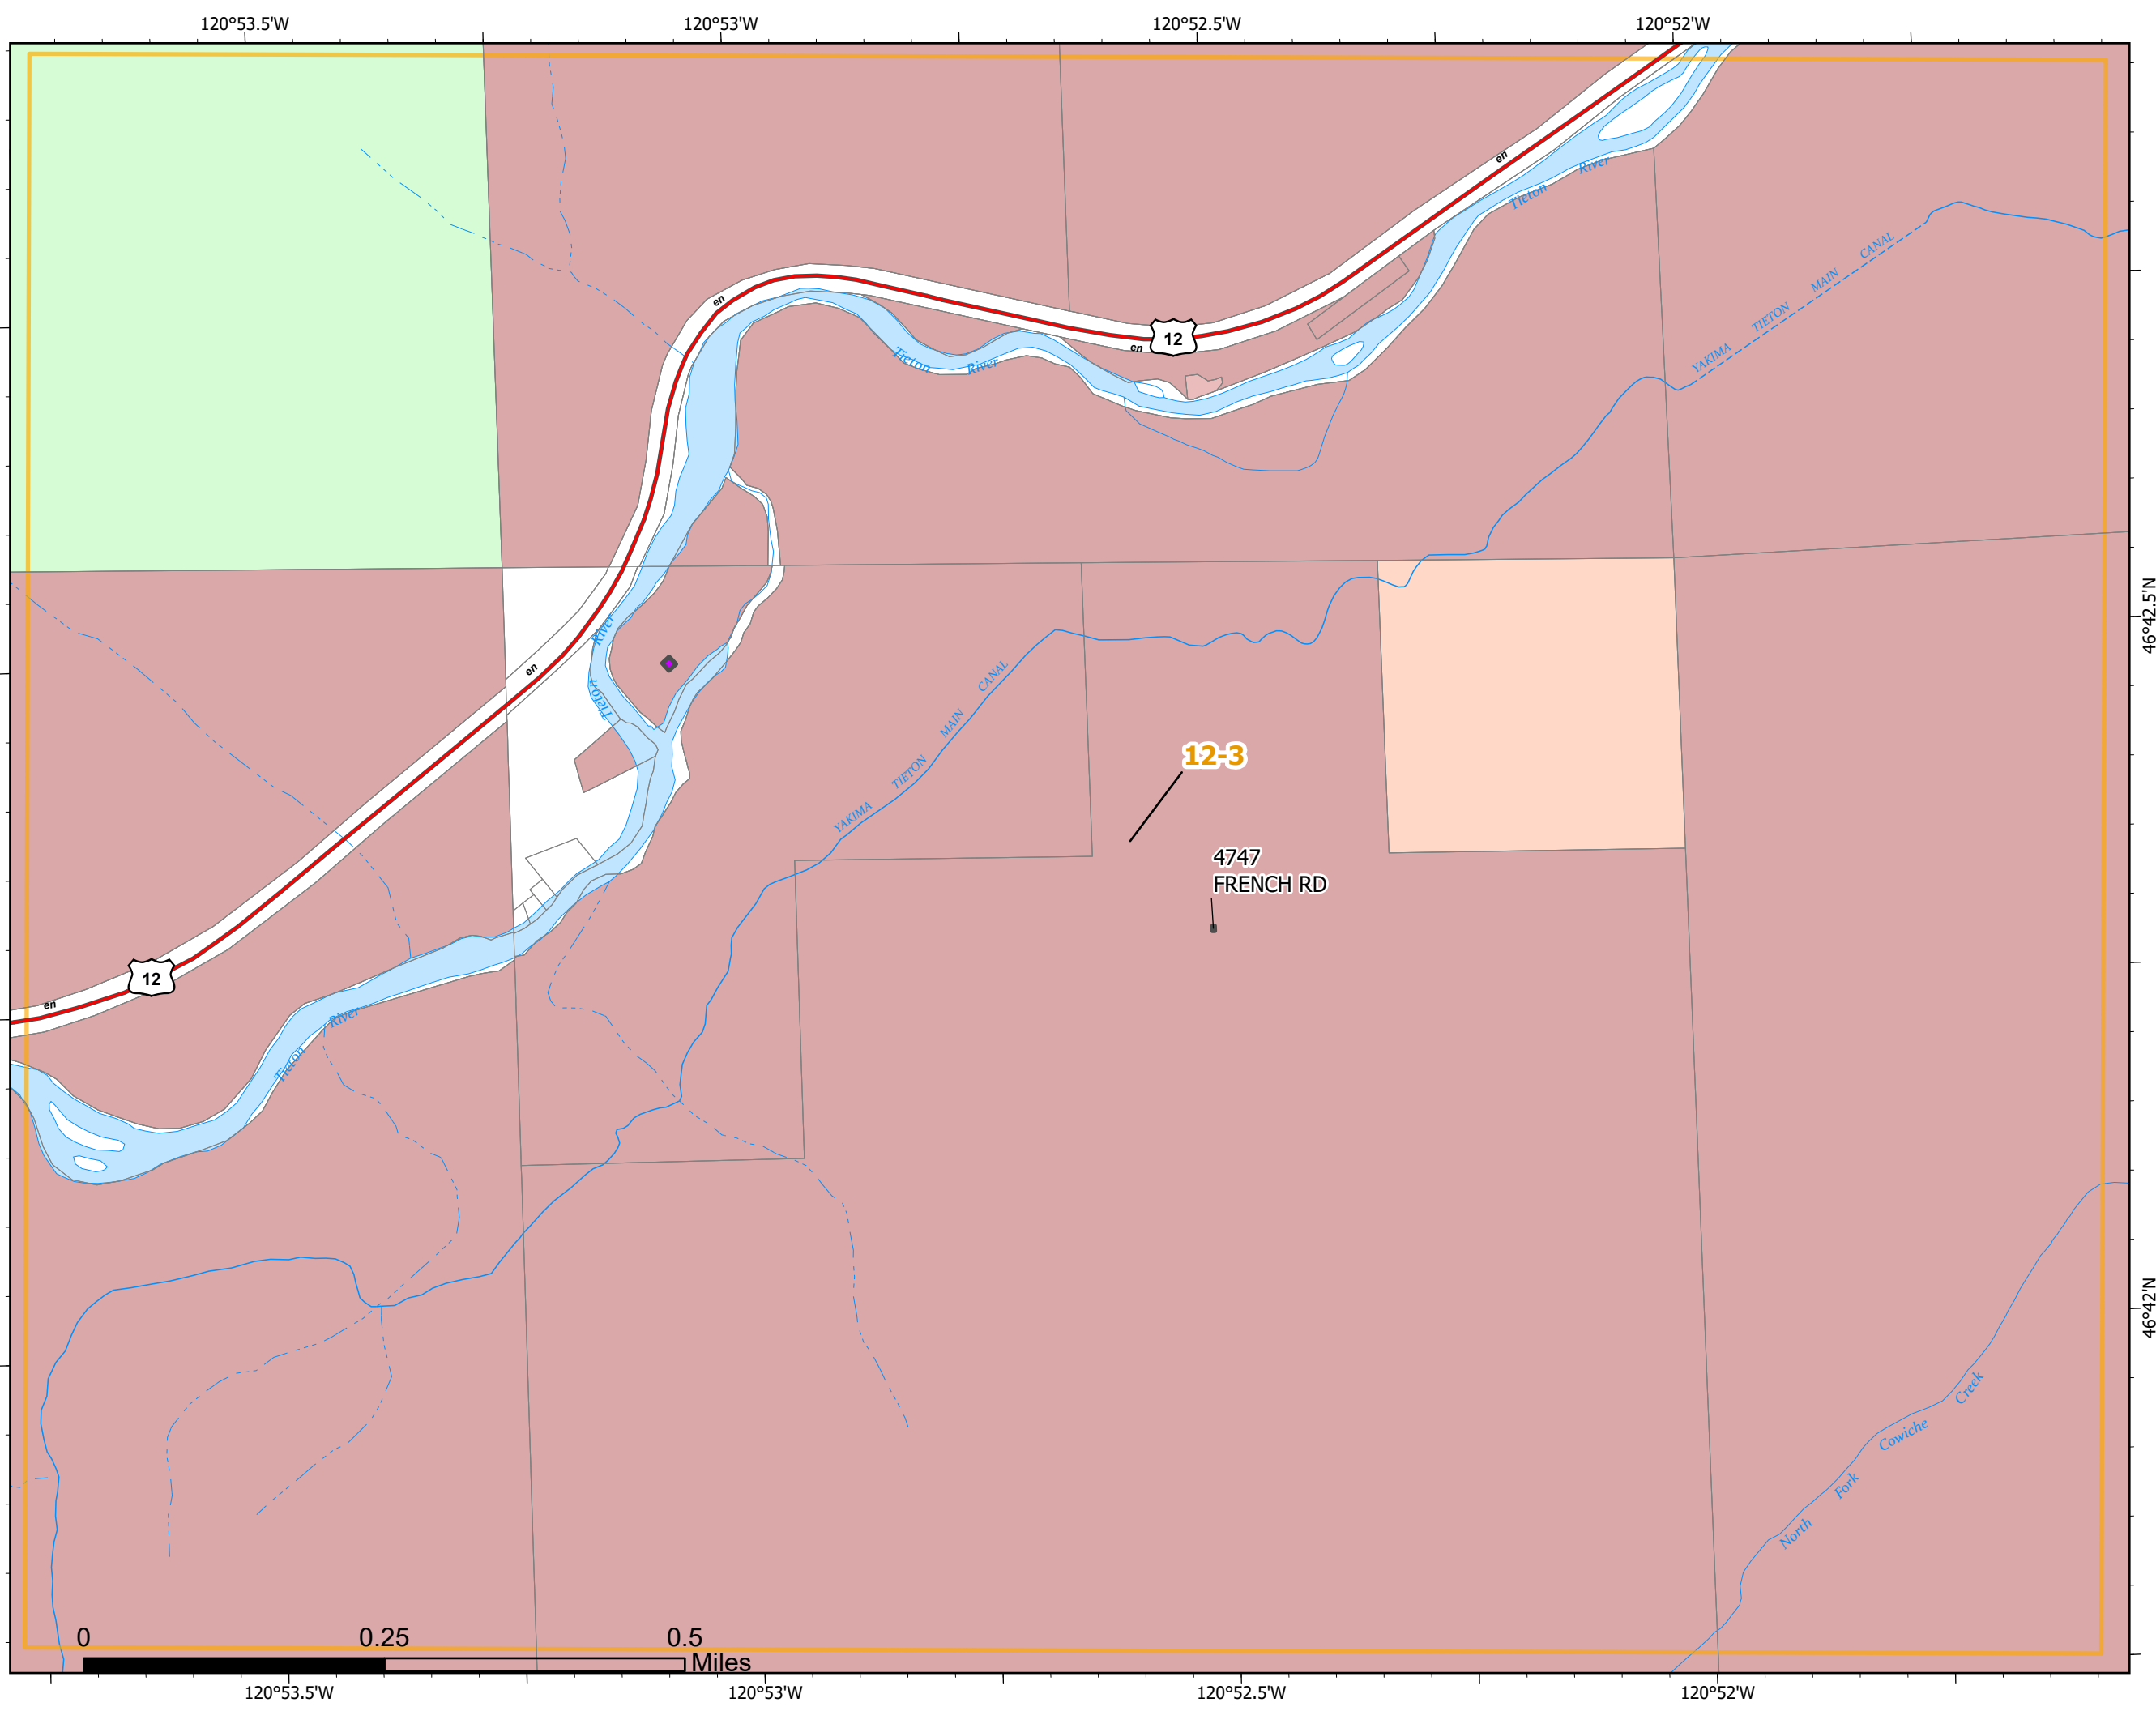 120°53.5'W
120°53'W
120°52.5'W
120°52'W
en
Tieton River
YAKIMA TIETON MAIN CANAL
en
12
en
Tieton River
46°42.5'N
Tieton River
en
YAKIMA TIETON MAIN CANAL
12-3
4747
FRENCH RD
12
en
Tieton River
46°42'N
North Fork Cowiche Creek
0 0.25 0.5
Miles
120°53.5'W
120°53'W
120°52.5'W
120°52'W